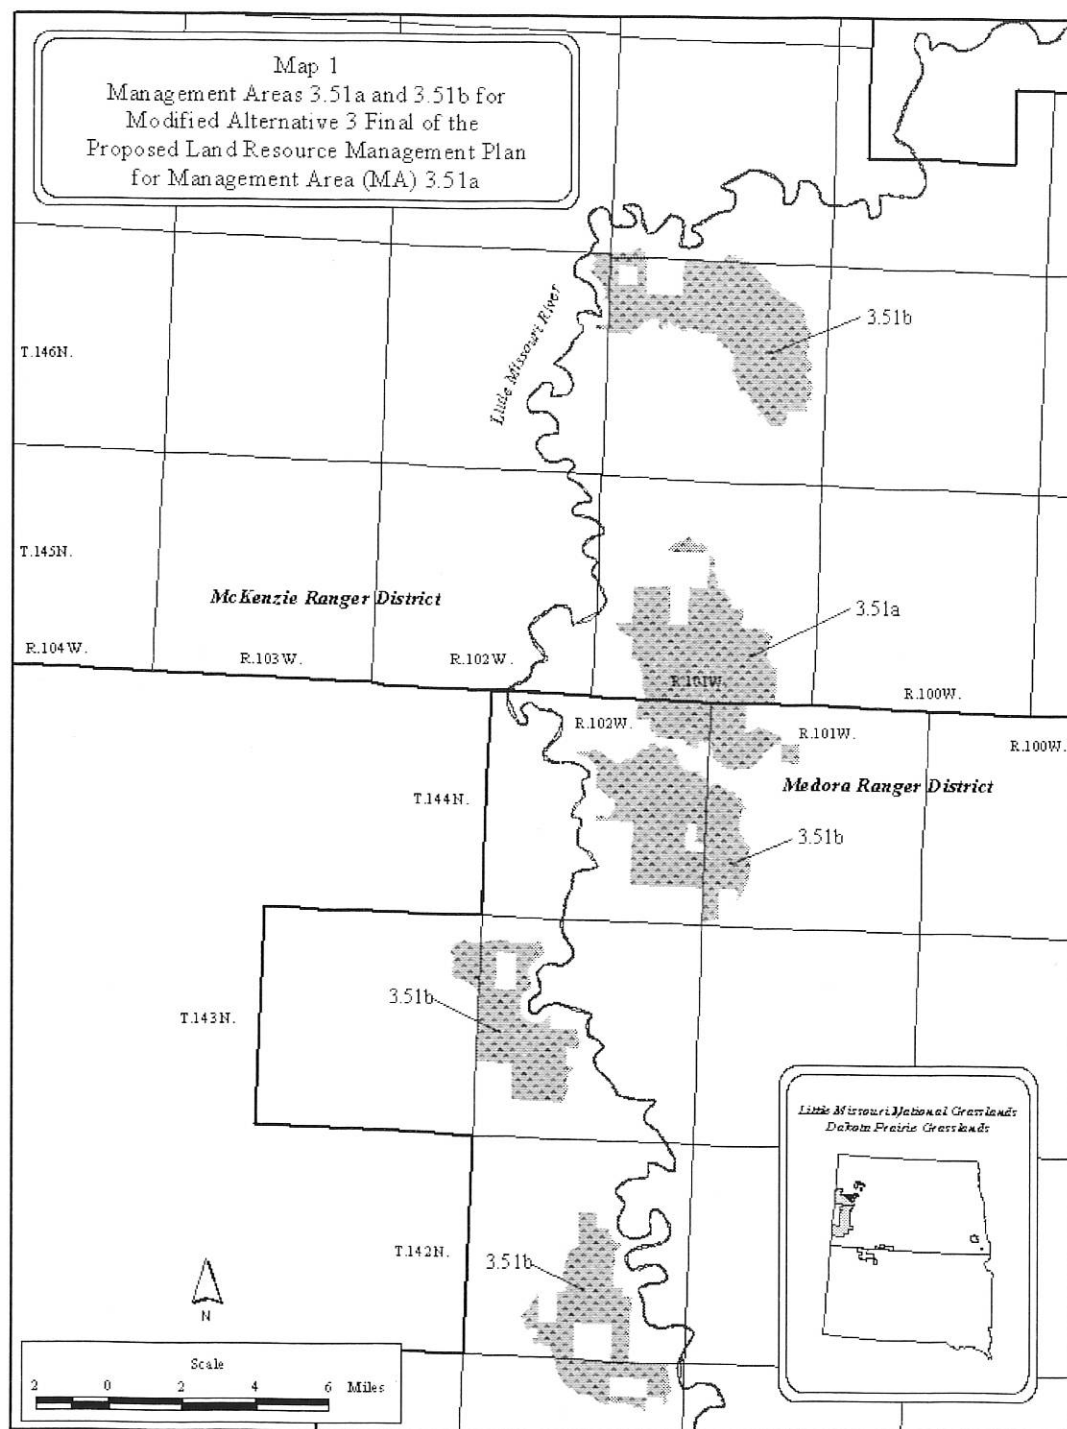 Map 1
Management Areas 3.51a and 3.51b for
Modified Alternative 3 Final of the
Proposed Land Resource Management Plan
for Management Area (MA) 3.51a
Little Missouri River
3.51b
T.146N.
T.145N.
McKenzie Ranger District
3.51a
R.104W.
R.103W.
R.102W.
R.101W.
R.100W.
R.102W.
R.101W.
R.100W.
Medora Ranger District
T.144N.
3.51b
3.51b
T.143N.
Little Missouri National Grasslands
Dakota Prairie Grasslands
T.142N.
3.51b
N
Scale
2 0 2 4 6 Miles